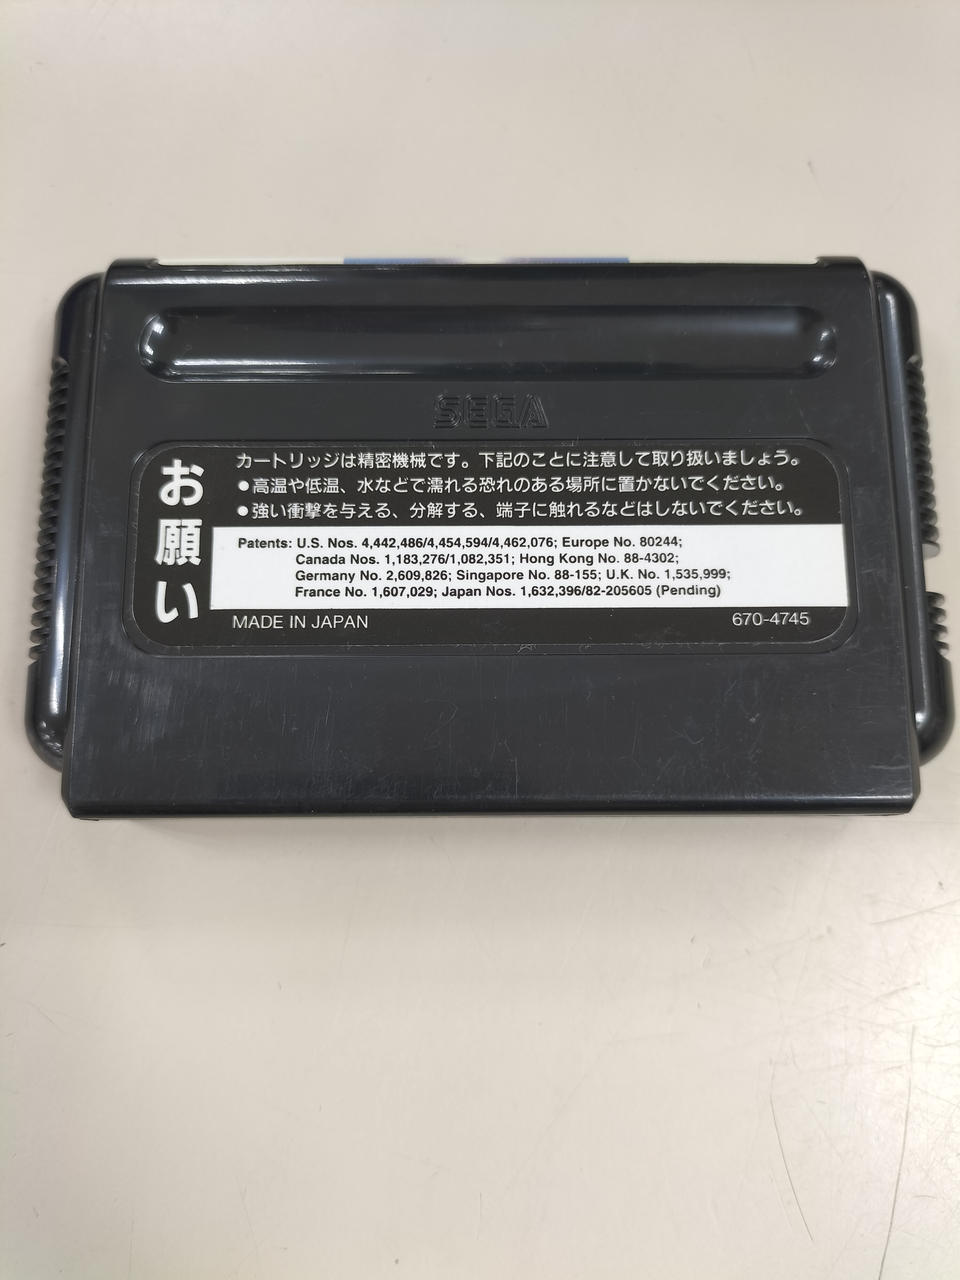 SEGA
お願い
カートリッジは精密機械です。下記のことに注意して取り扱いましょう。
●高温や低温、水などで濡れる恐れのある場所に置かないでください。
●強い衝撃を与える、分解する、端子に触れるなどはしないでください。
Patents: U.S. Nos. 4,442,486/4,454,594/4,462,076; Europe No. 80244;
Canada Nos. 1,183,276/1,082,351; Hong Kong No. 88-4302;
Germany No. 2,609,826; Singapore No. 88-155; U.K. No. 1,535,999;
France No. 1,607,029; Japan Nos. 1,632,396/82-205605 (Pending)
MADE IN JAPAN
670-4745